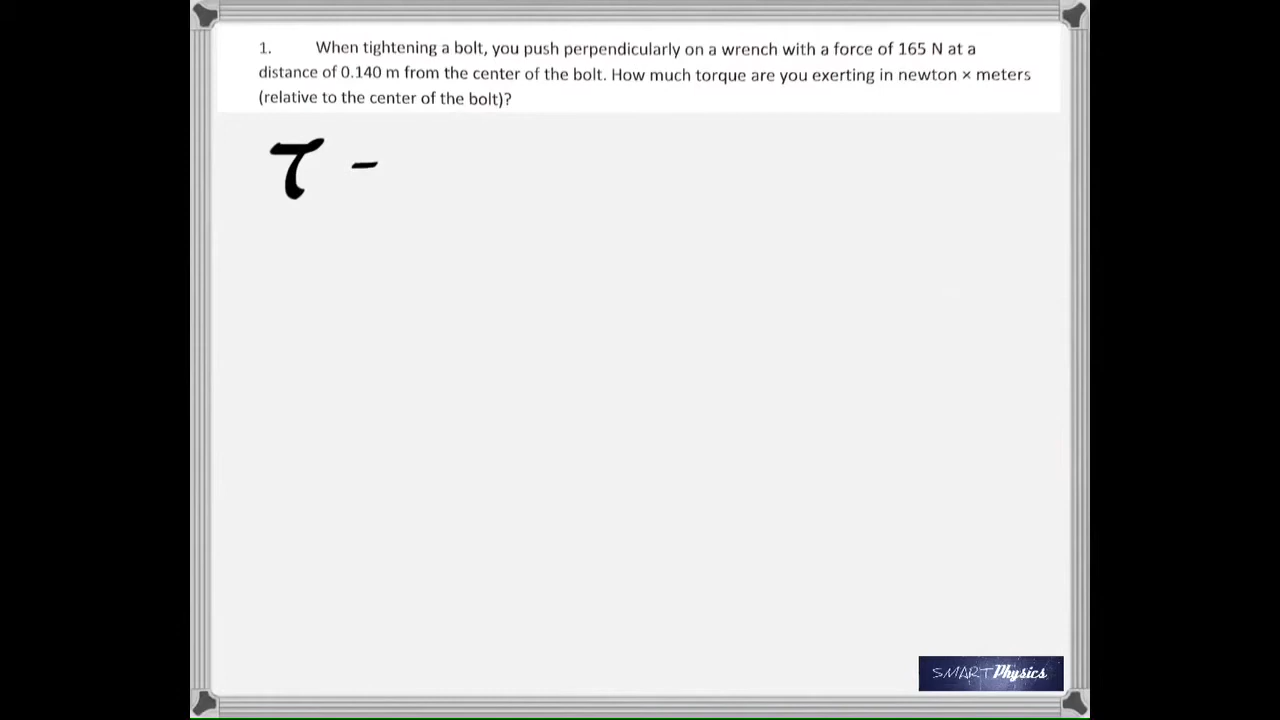 1. When tightening a bolt, you push perpendicularly on a wrench with a force of 165 N at a
distance of 0.140 m from the center of the bolt. How much torque are you exerting in newton × meters
(relative to the center of the bolt)?
τ -
SMARTPhysics